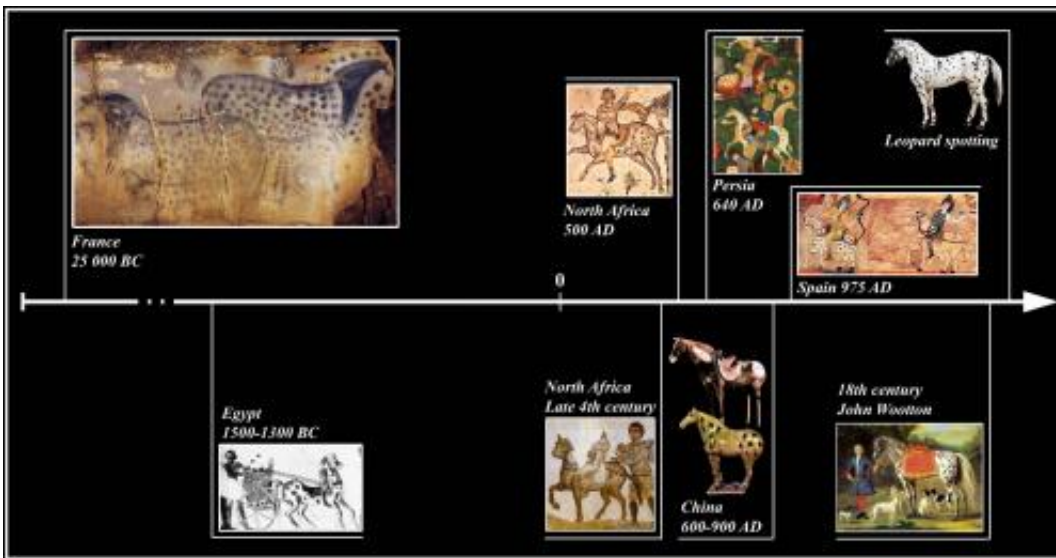 France
25 000 BC
North Africa
500 AD
Persia
640 AD
Leopard spotting
Spain 975 AD
0
Egypt
1500-1300 BC
North Africa
Late 4th century
China
600-900 AD
18th century
John Wootton